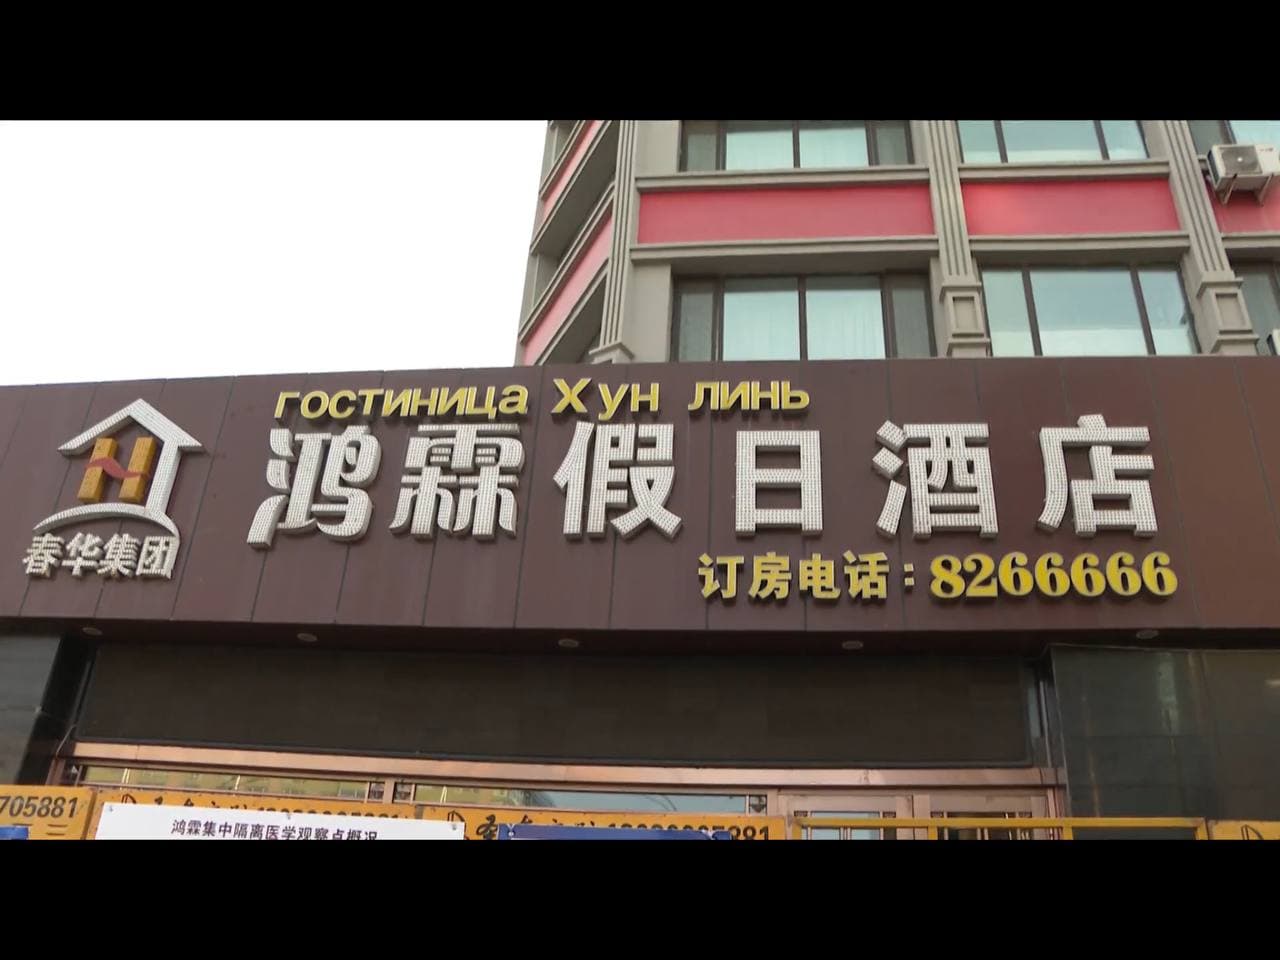 гостиница Хун линь
鸿霖假日酒店
春华集团
订房电话：8266666
705881
鸿霖集中隔离医学观察点概况